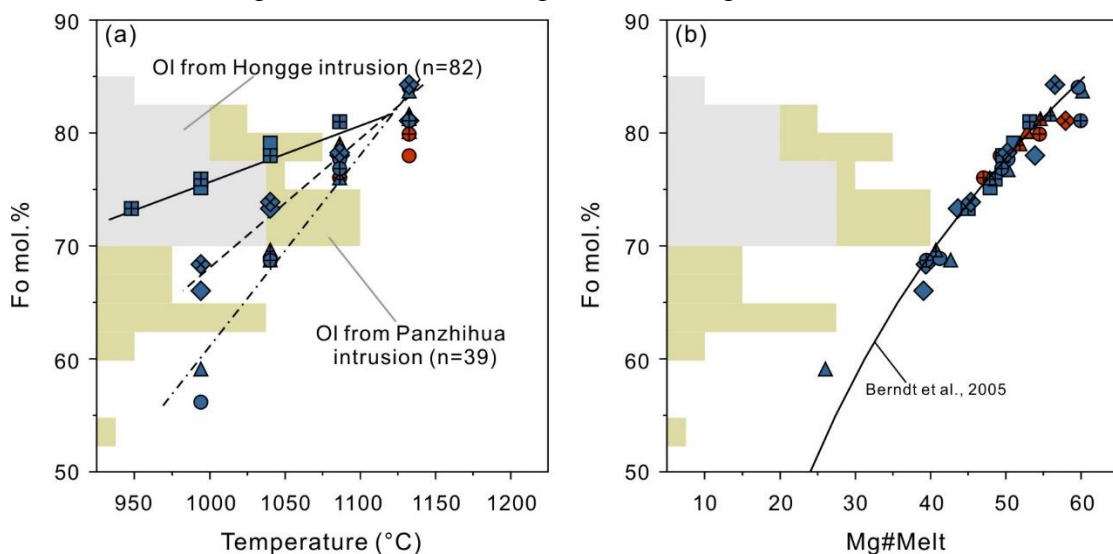 (a)
Ol from Hongge intrusion (n=82)
Ol from Panzhihua
intrusion (n=39)
90
80
70
60
50
Fo mol.%
950
1000
1050
1100
1150
1200
Temperature (°C)
(b)
Berndt et al., 2005
90
80
70
60
50
Fo mol.%
10
20
30
40
50
60
Mg#Melt